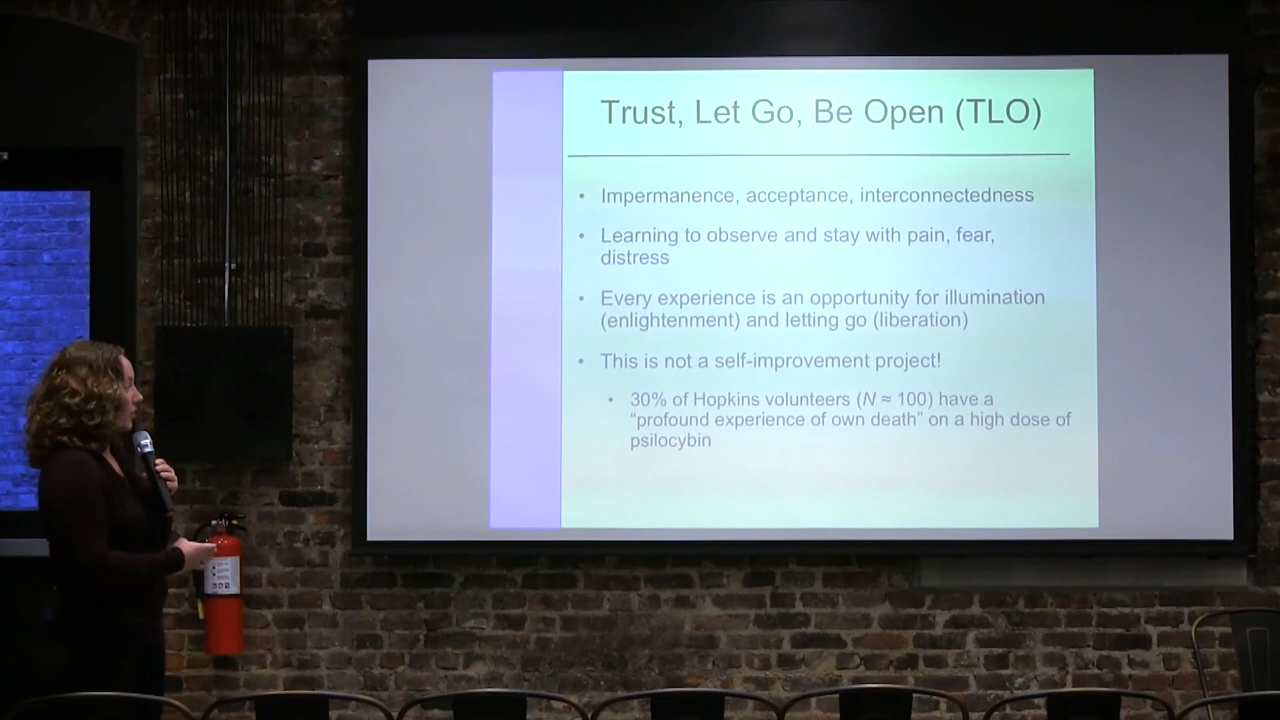 Trust, Let Go, Be Open (TLO)
• Impermanence, acceptance, interconnectedness
• Learning to observe and stay with pain, fear,
distress
• Every experience is an opportunity for illumination
(enlightenment) and letting go (liberation)
• This is not a self-improvement project!
• 30% of Hopkins volunteers (N ≈ 100) have a
“profound experience of own death” on a high dose of
psilocybin